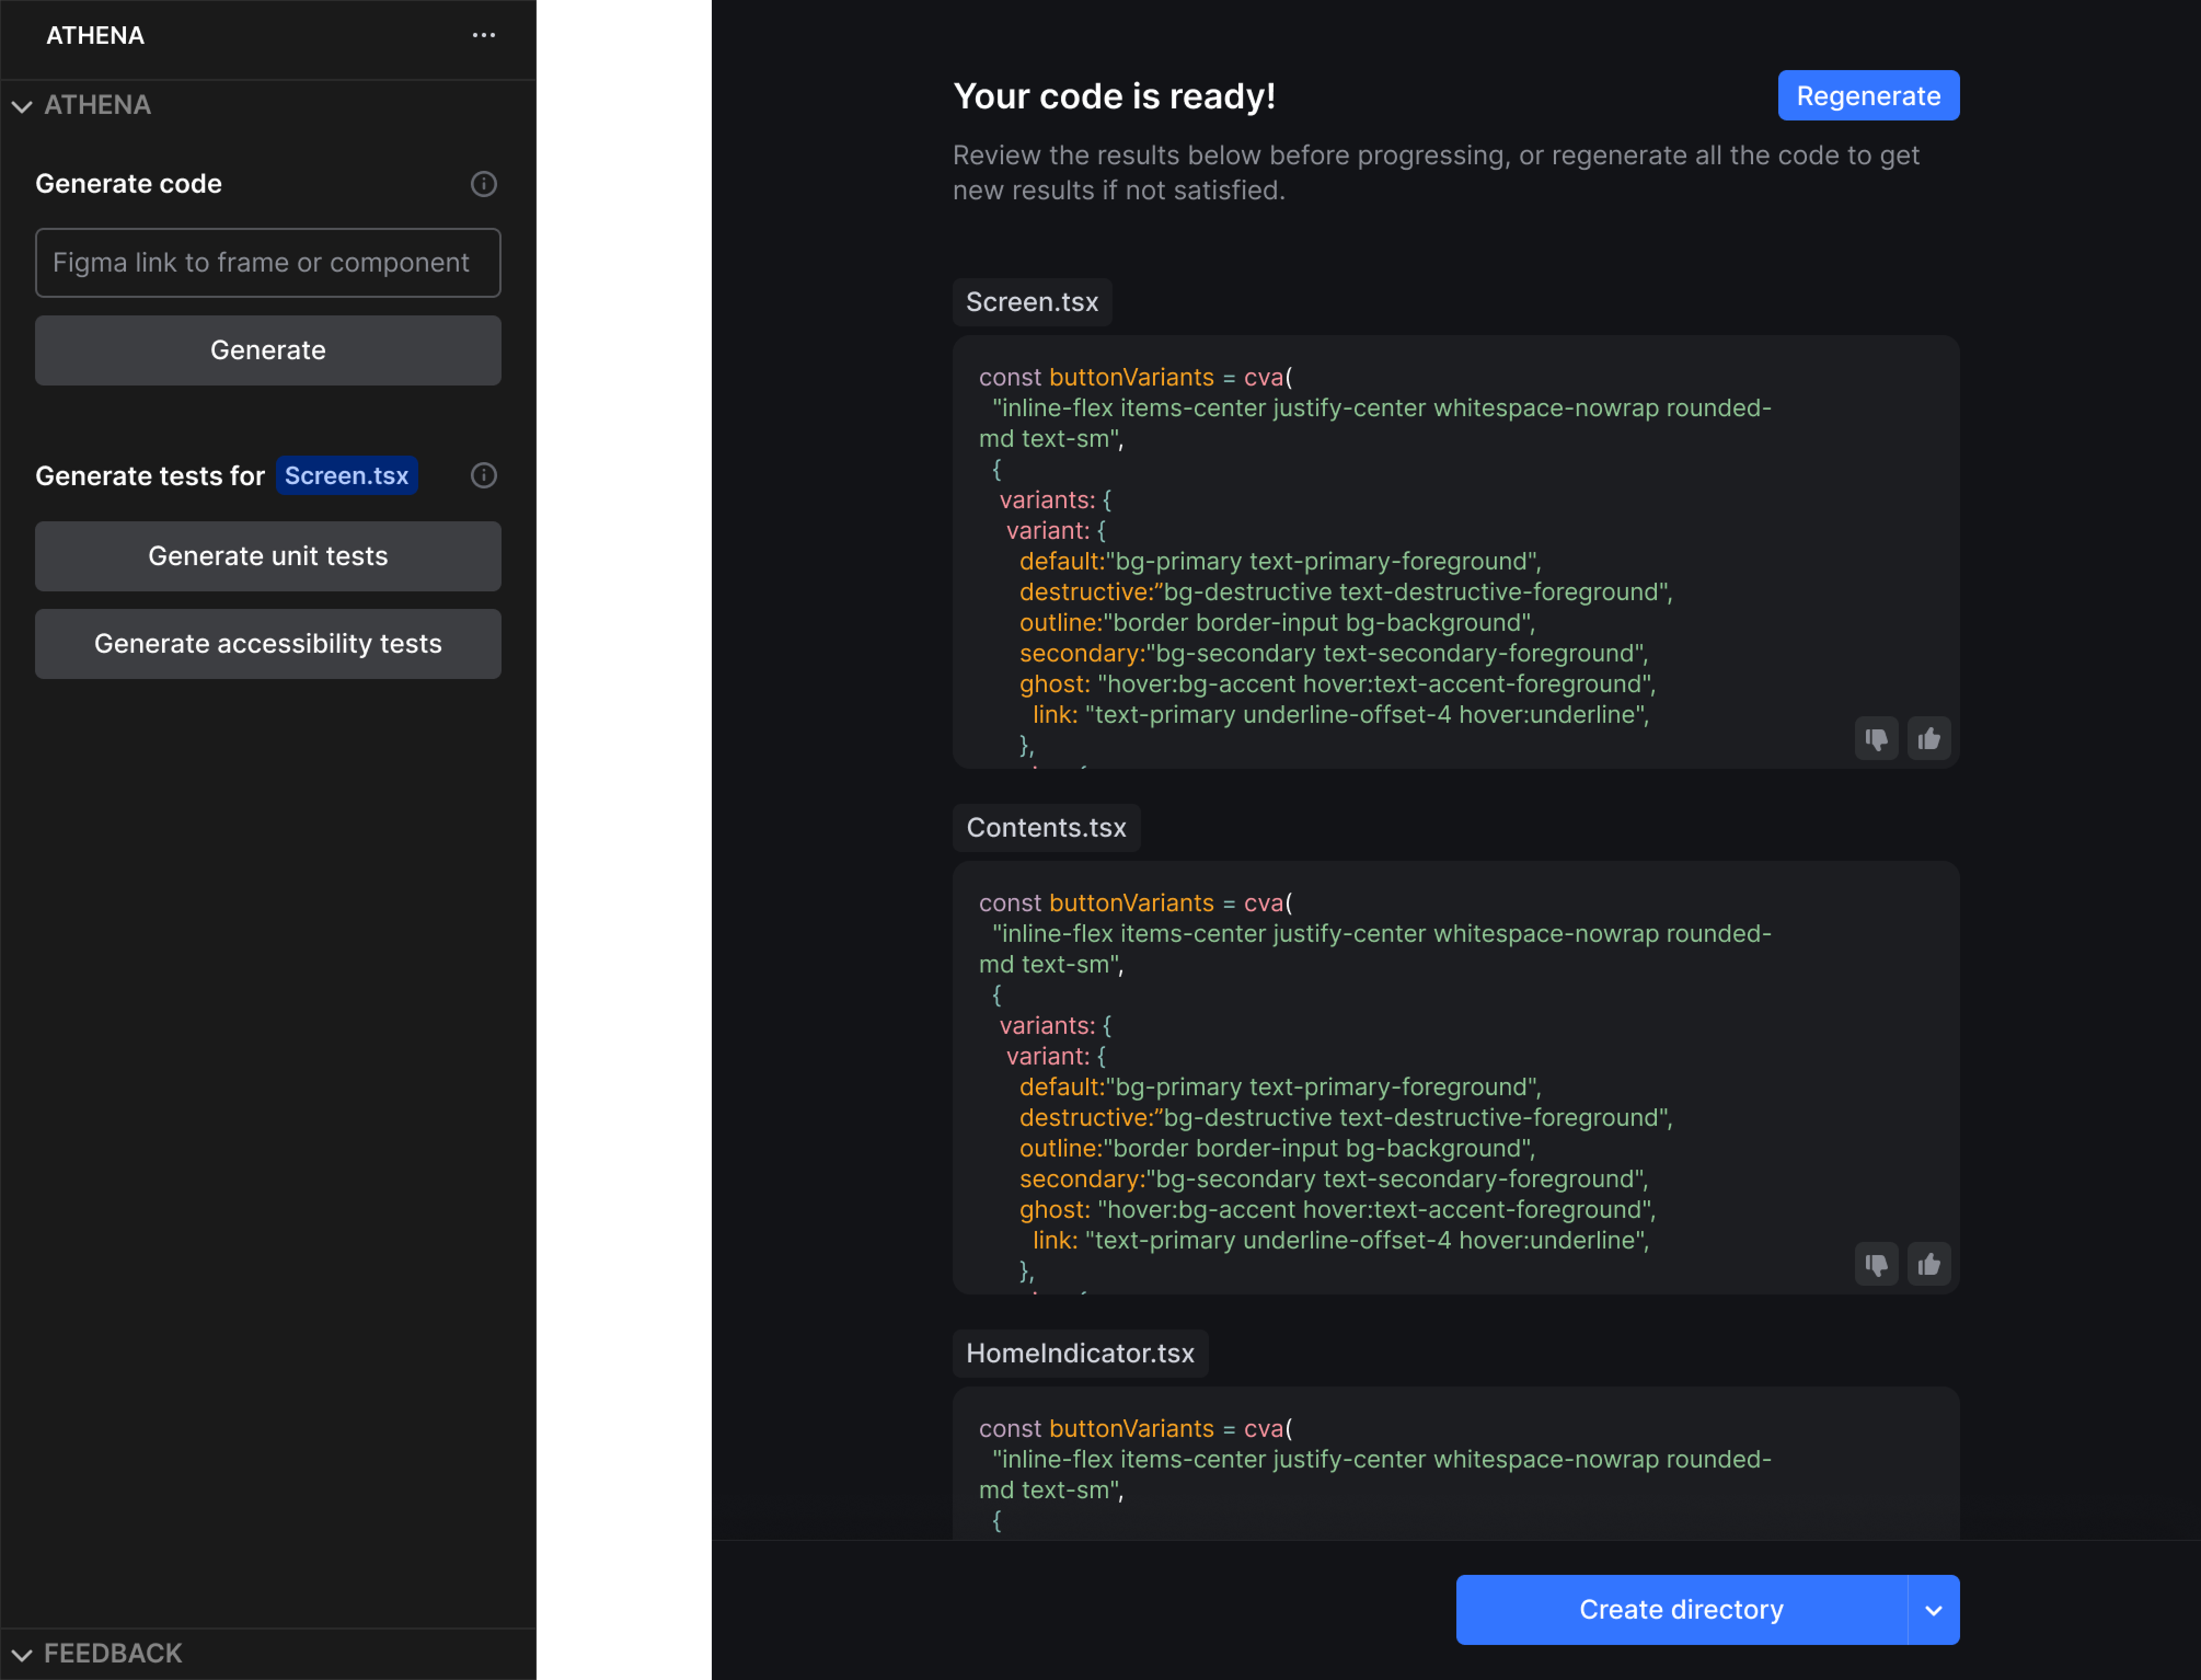 ATHENA
ATHENA
Generate code
Figma link to frame or component
Generate
Generate tests for Screen.tsx
Generate unit tests
Generate accessibility tests
FEEDBACK
Your code is ready!
Regenerate
Review the results below before progressing, or regenerate all the code to get
new results if not satisfied.
Screen.tsx
const buttonVariants = cva(
"inline-flex items-center justify-center whitespace-nowrap rounded-
md text-sm",
{
variants: {
variant: {
default:"bg-primary text-primary-foreground",
destructive:”bg-destructive text-destructive-foreground",
outline:"border border-input bg-background",
secondary:"bg-secondary text-secondary-foreground",
ghost: "hover:bg-accent hover:text-accent-foreground",
link: "text-primary underline-offset-4 hover:underline",
},
Contents.tsx
const buttonVariants = cva(
"inline-flex items-center justify-center whitespace-nowrap rounded-
md text-sm",
{
variants: {
variant: {
default:"bg-primary text-primary-foreground",
destructive:”bg-destructive text-destructive-foreground",
outline:"border border-input bg-background",
secondary:"bg-secondary text-secondary-foreground",
ghost: "hover:bg-accent hover:text-accent-foreground",
link: "text-primary underline-offset-4 hover:underline",
},
HomeIndicator.tsx
const buttonVariants = cva(
"inline-flex items-center justify-center whitespace-nowrap rounded-
md text-sm",
{
Create directory